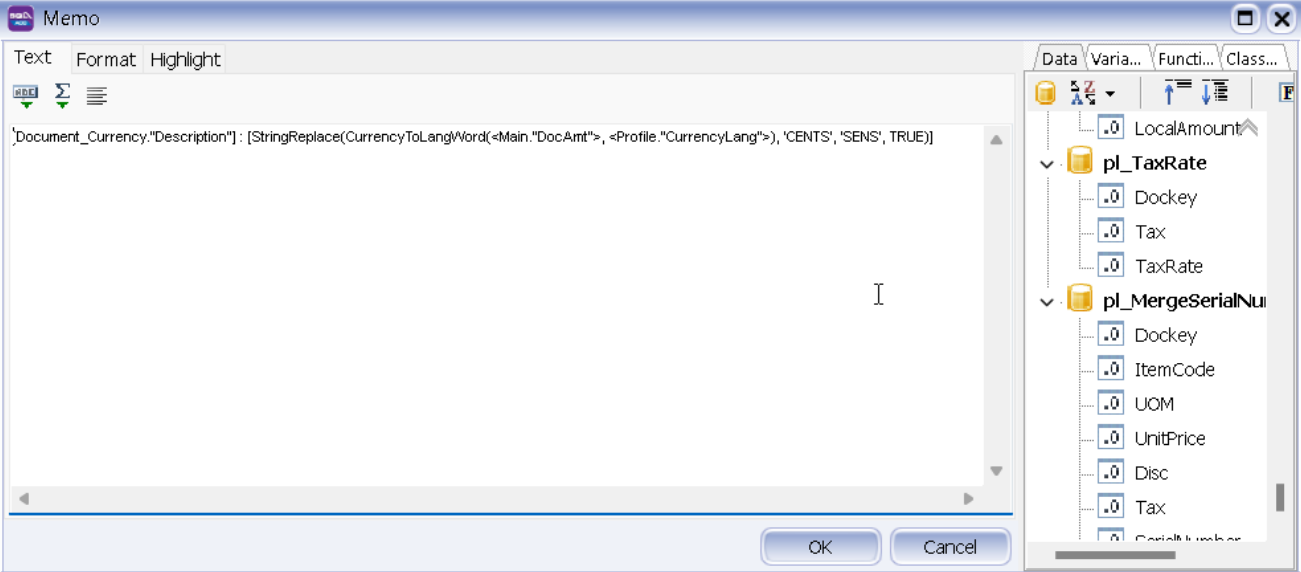 Memo
Text Format Highlight
Data Varia... Functi... Class...
'Document_Currency."Description"] : [StringReplace(CurrencyToLangWord(<Main."DocAmt">, <Profile."CurrencyLang">), 'CENTS', 'SENS', TRUE)]
LocalAmount
pl_TaxRate
Dockey
Tax
TaxRate
pl_MergeSerialNu
Dockey
ItemCode
UOM
UnitPrice
Disc
Tax
OK Cancel